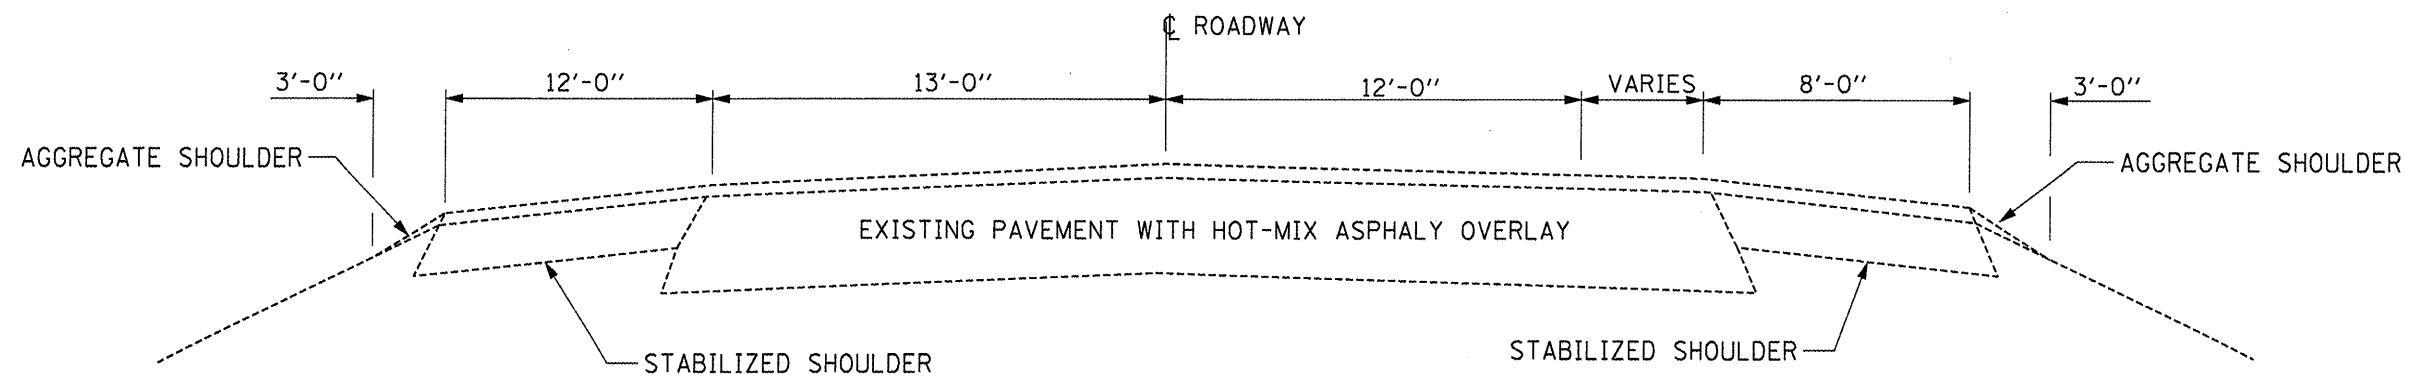 ℄ ROADWAY
3'-0" 12'-0" 13'-0" 12'-0" VARIES 8'-0" 3'-0"
AGGREGATE SHOULDER
AGGREGATE SHOULDER
EXISTING PAVEMENT WITH HOT-MIX ASPHALY OVERLAY
STABILIZED SHOULDER
STABILIZED SHOULDER